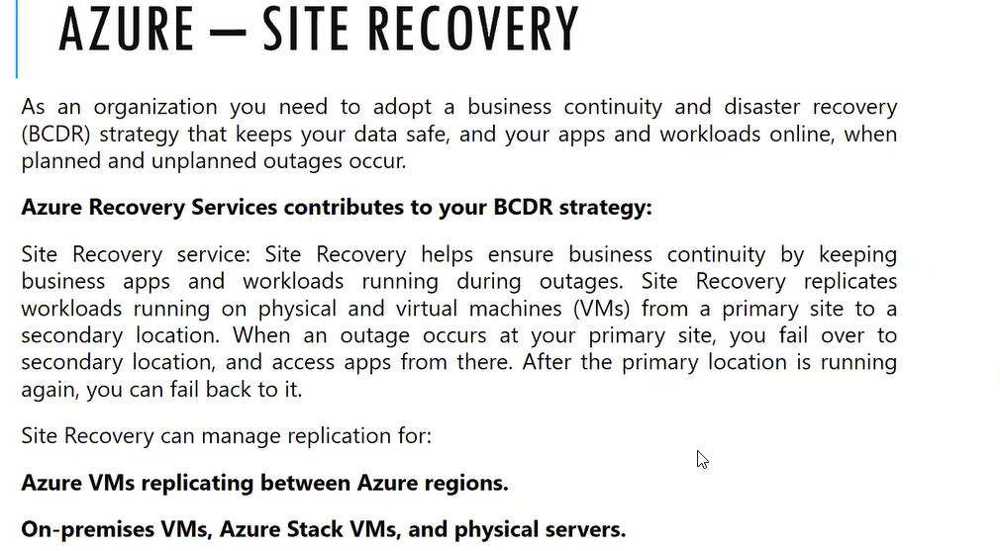 AZURE – SITE RECOVERY
As an organization you need to adopt a business continuity and disaster recovery
(BCDR) strategy that keeps your data safe, and your apps and workloads online, when
planned and unplanned outages occur.
Azure Recovery Services contributes to your BCDR strategy:
Site Recovery service: Site Recovery helps ensure business continuity by keeping
business apps and workloads running during outages. Site Recovery replicates
workloads running on physical and virtual machines (VMs) from a primary site to a
secondary location. When an outage occurs at your primary site, you fail over to
secondary location, and access apps from there. After the primary location is running
again, you can fail back to it.
Site Recovery can manage replication for:
Azure VMs replicating between Azure regions.
On-premises VMs, Azure Stack VMs, and physical servers.